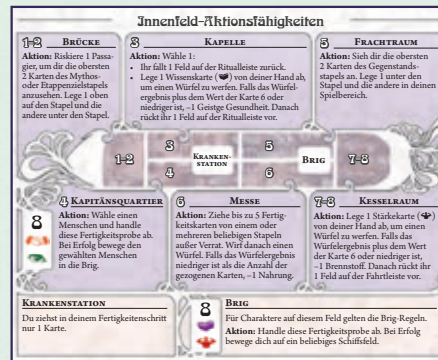 Innenfeld-Aktionsfähigkeiten
1-2 BRÜCKE
Aktion: Riskiere 1 Passa-
gier, um dir die obersten
2 Karten des Mythos-
oder Etappenzielstapels
anzusehen. Lege 1 oben
auf den Stapel und die
andere unter den Stapel.
3 KAPELLE
Aktion: Wähle 1:
• Ihr fallt 1 Feld auf der Ritualleiste zurück.
• Lege 1 Wissenskarte () von deiner Hand ab,
um einen Würfel zu werfen. Falls das Würfel-
ergebnis plus dem Wert der Karte 6 oder
niedriger ist, –1 Geistige Gesundheit. Danach
rückt ihr 1 Feld auf der Ritualleiste vor.
5 FRACHTRAUM
Aktion: Sieh dir die obersten
2 Karten des Gegenstands-
stapels an. Lege 1 unter den
Stapel und die andere in deinen
Spielbereich.
1-2
3
4
KRANKEN-
STATION
5
6
BRIG
7-8
4 KAPITÄNSQUARTIER
8
Aktion: Wähle einen
Menschen und handle
diese Fertigkeitsprobe ab.
Bei Erfolg bewege den
gewählten Menschen
in die Brig.
6 MESSE
Aktion: Ziehe bis zu 5 Fertig-
keitskarten von einem oder
mehreren beliebigen Stapeln
außer Verrat. Wirf danach einen
Würfel. Falls das Würfelergebnis
niedriger ist als die Anzahl der
gezogenen Karten, –1 Nahrung.
7-8 KESSELRAUM
Aktion: Lege 1 Stärkekarte ()
von deiner Hand ab, um einen
Würfel zu werfen. Falls das
Würfelergebnis plus dem Wert
der Karte 6 oder niedriger ist,
–1 Brennstoff. Danach rückt ihr
1 Feld auf der Fahrtleiste vor.
KRANKENSTATION
Du ziehst in deinem Fertigkeitenschritt
nur 1 Karte.
8
BRIG
Für Charaktere auf diesem Feld gelten die Brig-Regeln.
Aktion: Handle diese Fertigkeitsprobe ab. Bei Erfolg
bewege dich auf ein beliebiges Schiffsfeld.